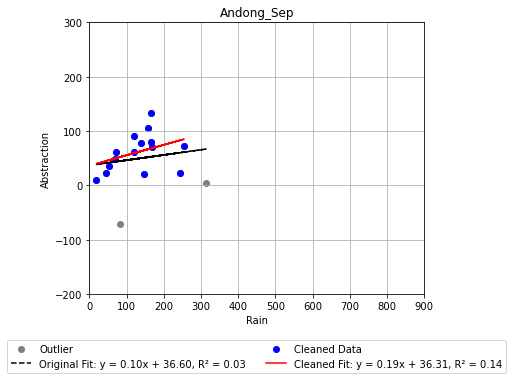 Andong_Sep
300
200
100
0
−100
−200
Abstraction
0 100 200 300 400 500 600 700 800 900
Rain
Outlier
Original Fit: y = 0.10x + 36.60, R² = 0.03
Cleaned Data
Cleaned Fit: y = 0.19x + 36.31, R² = 0.14